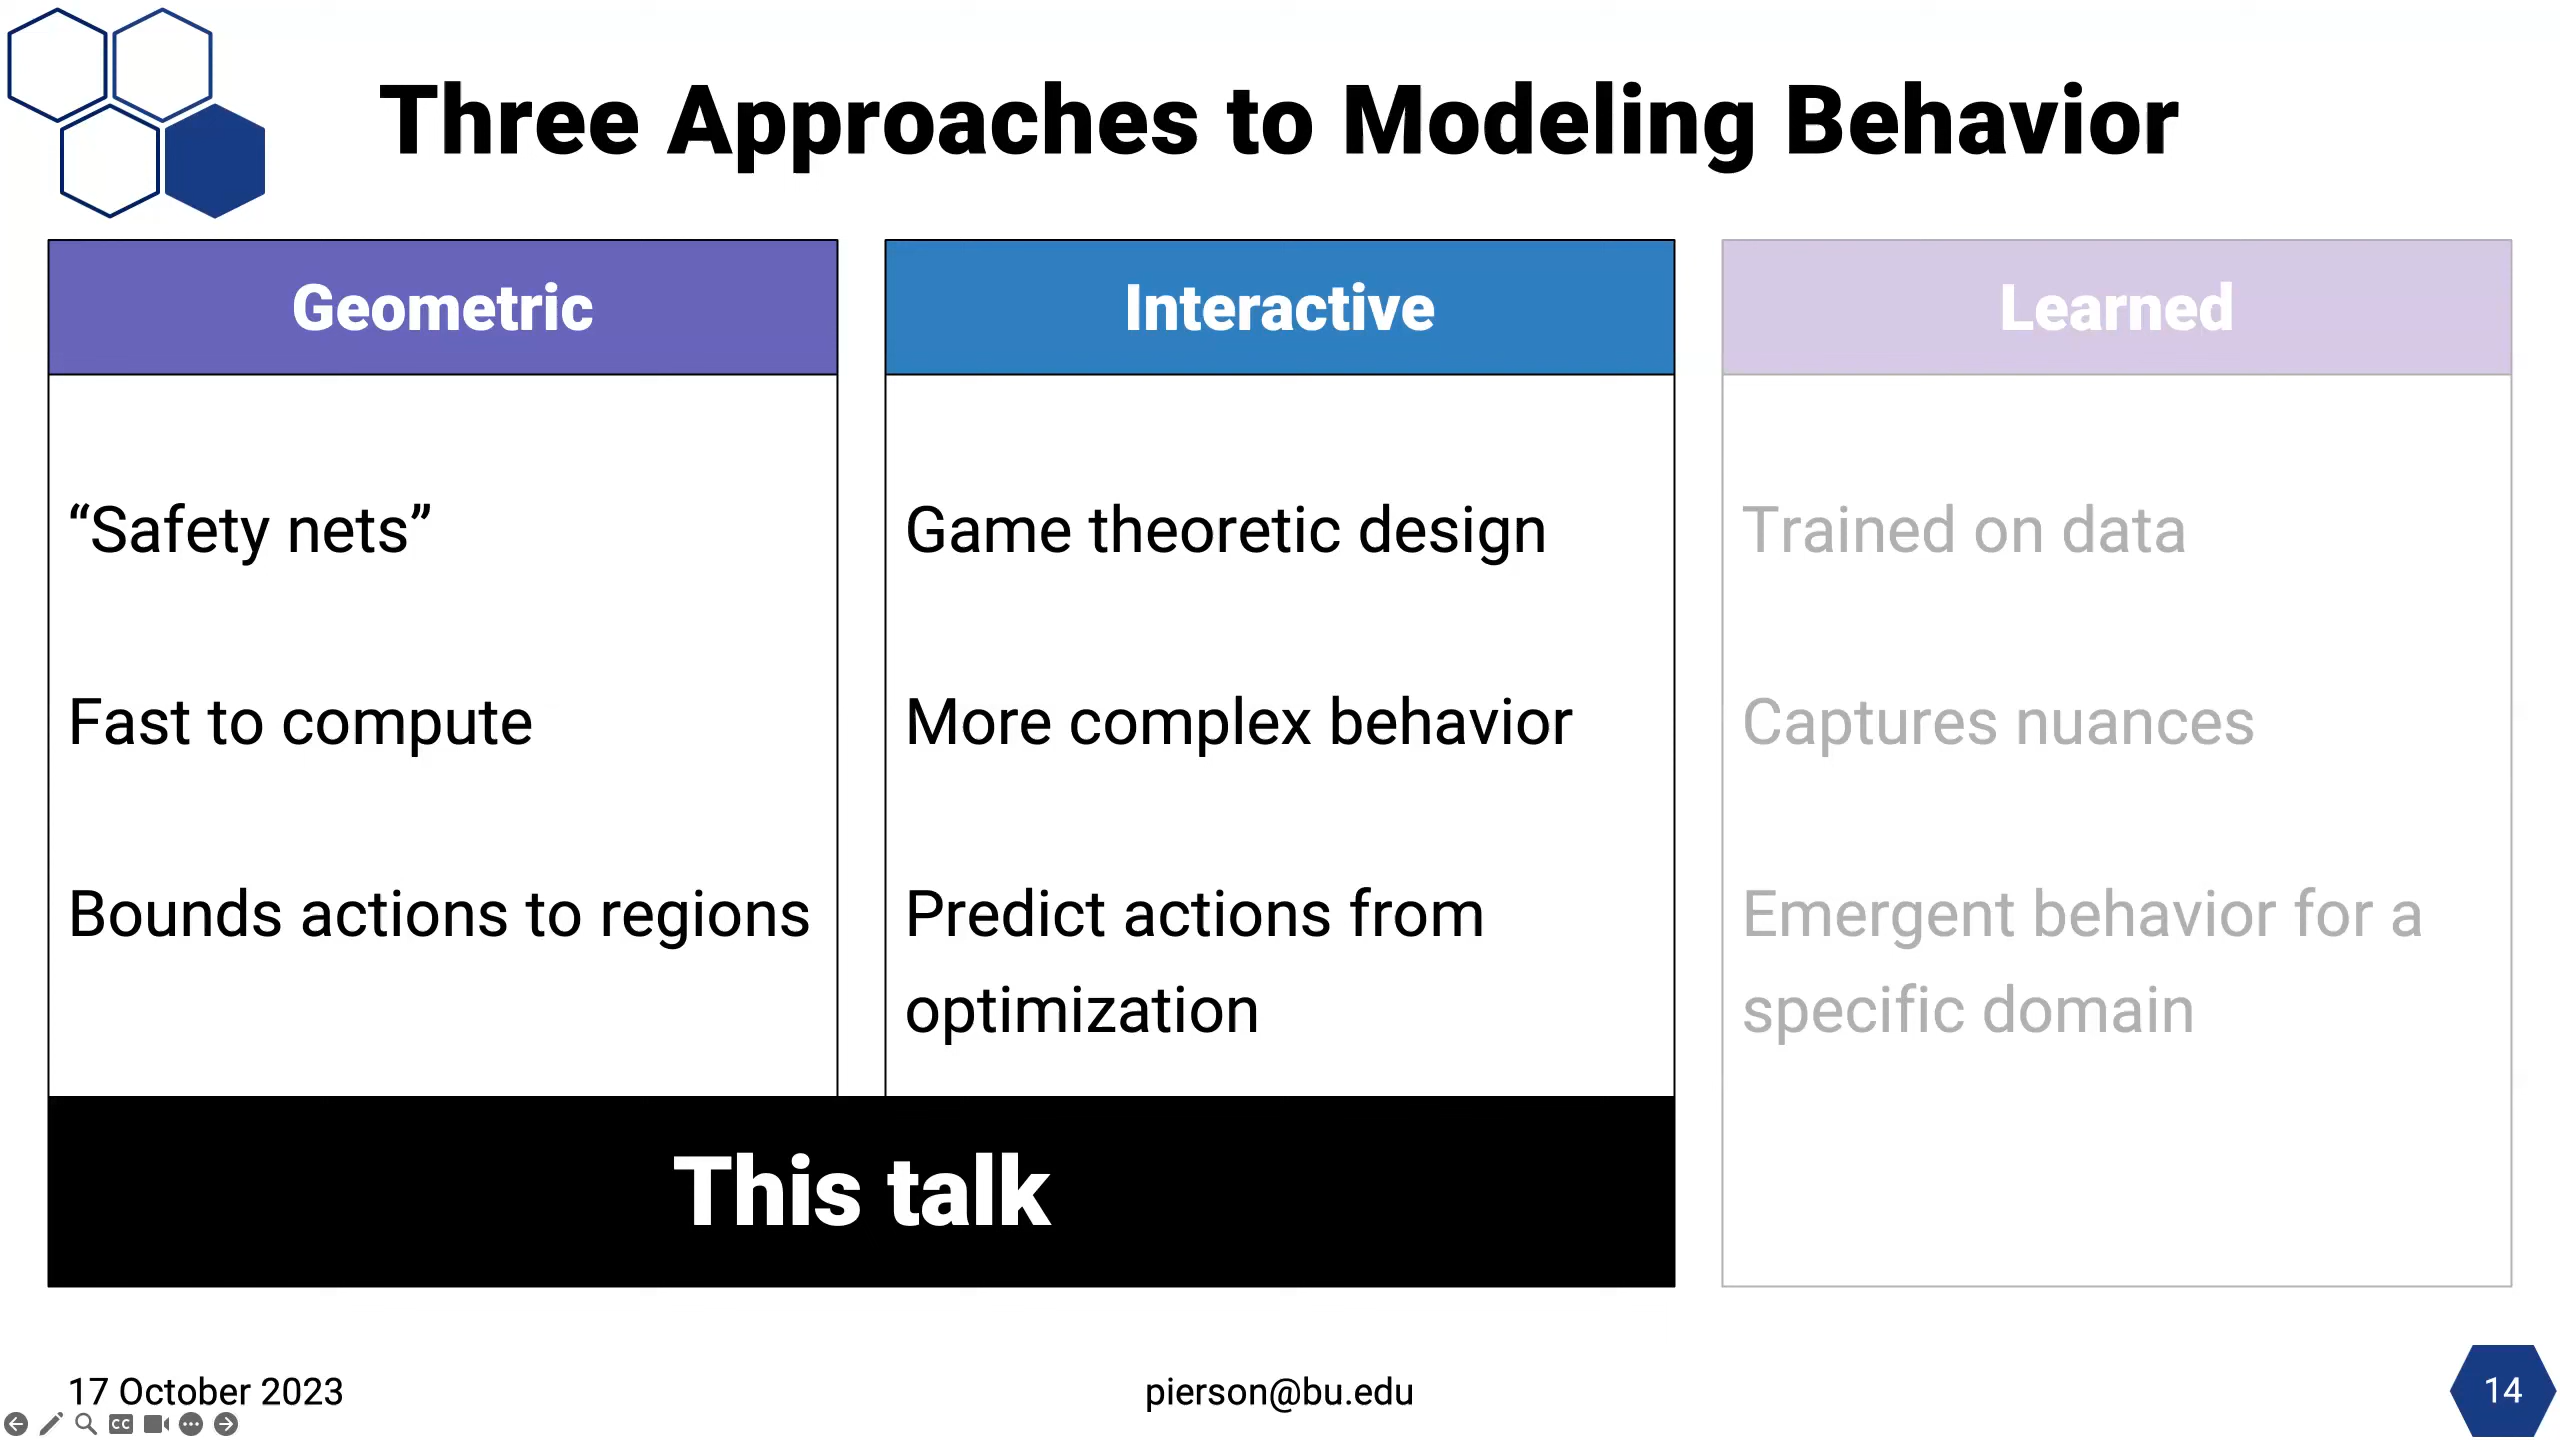 Three Approaches to Modeling Behavior
Geometric
“Safety nets”
Fast to compute
Bounds actions to regions
Interactive
Game theoretic design
More complex behavior
Predict actions from
optimization
Learned
Trained on data
Captures nuances
Emergent behavior for a
specific domain
This talk
17 October 2023
pierson@bu.edu
14
CC